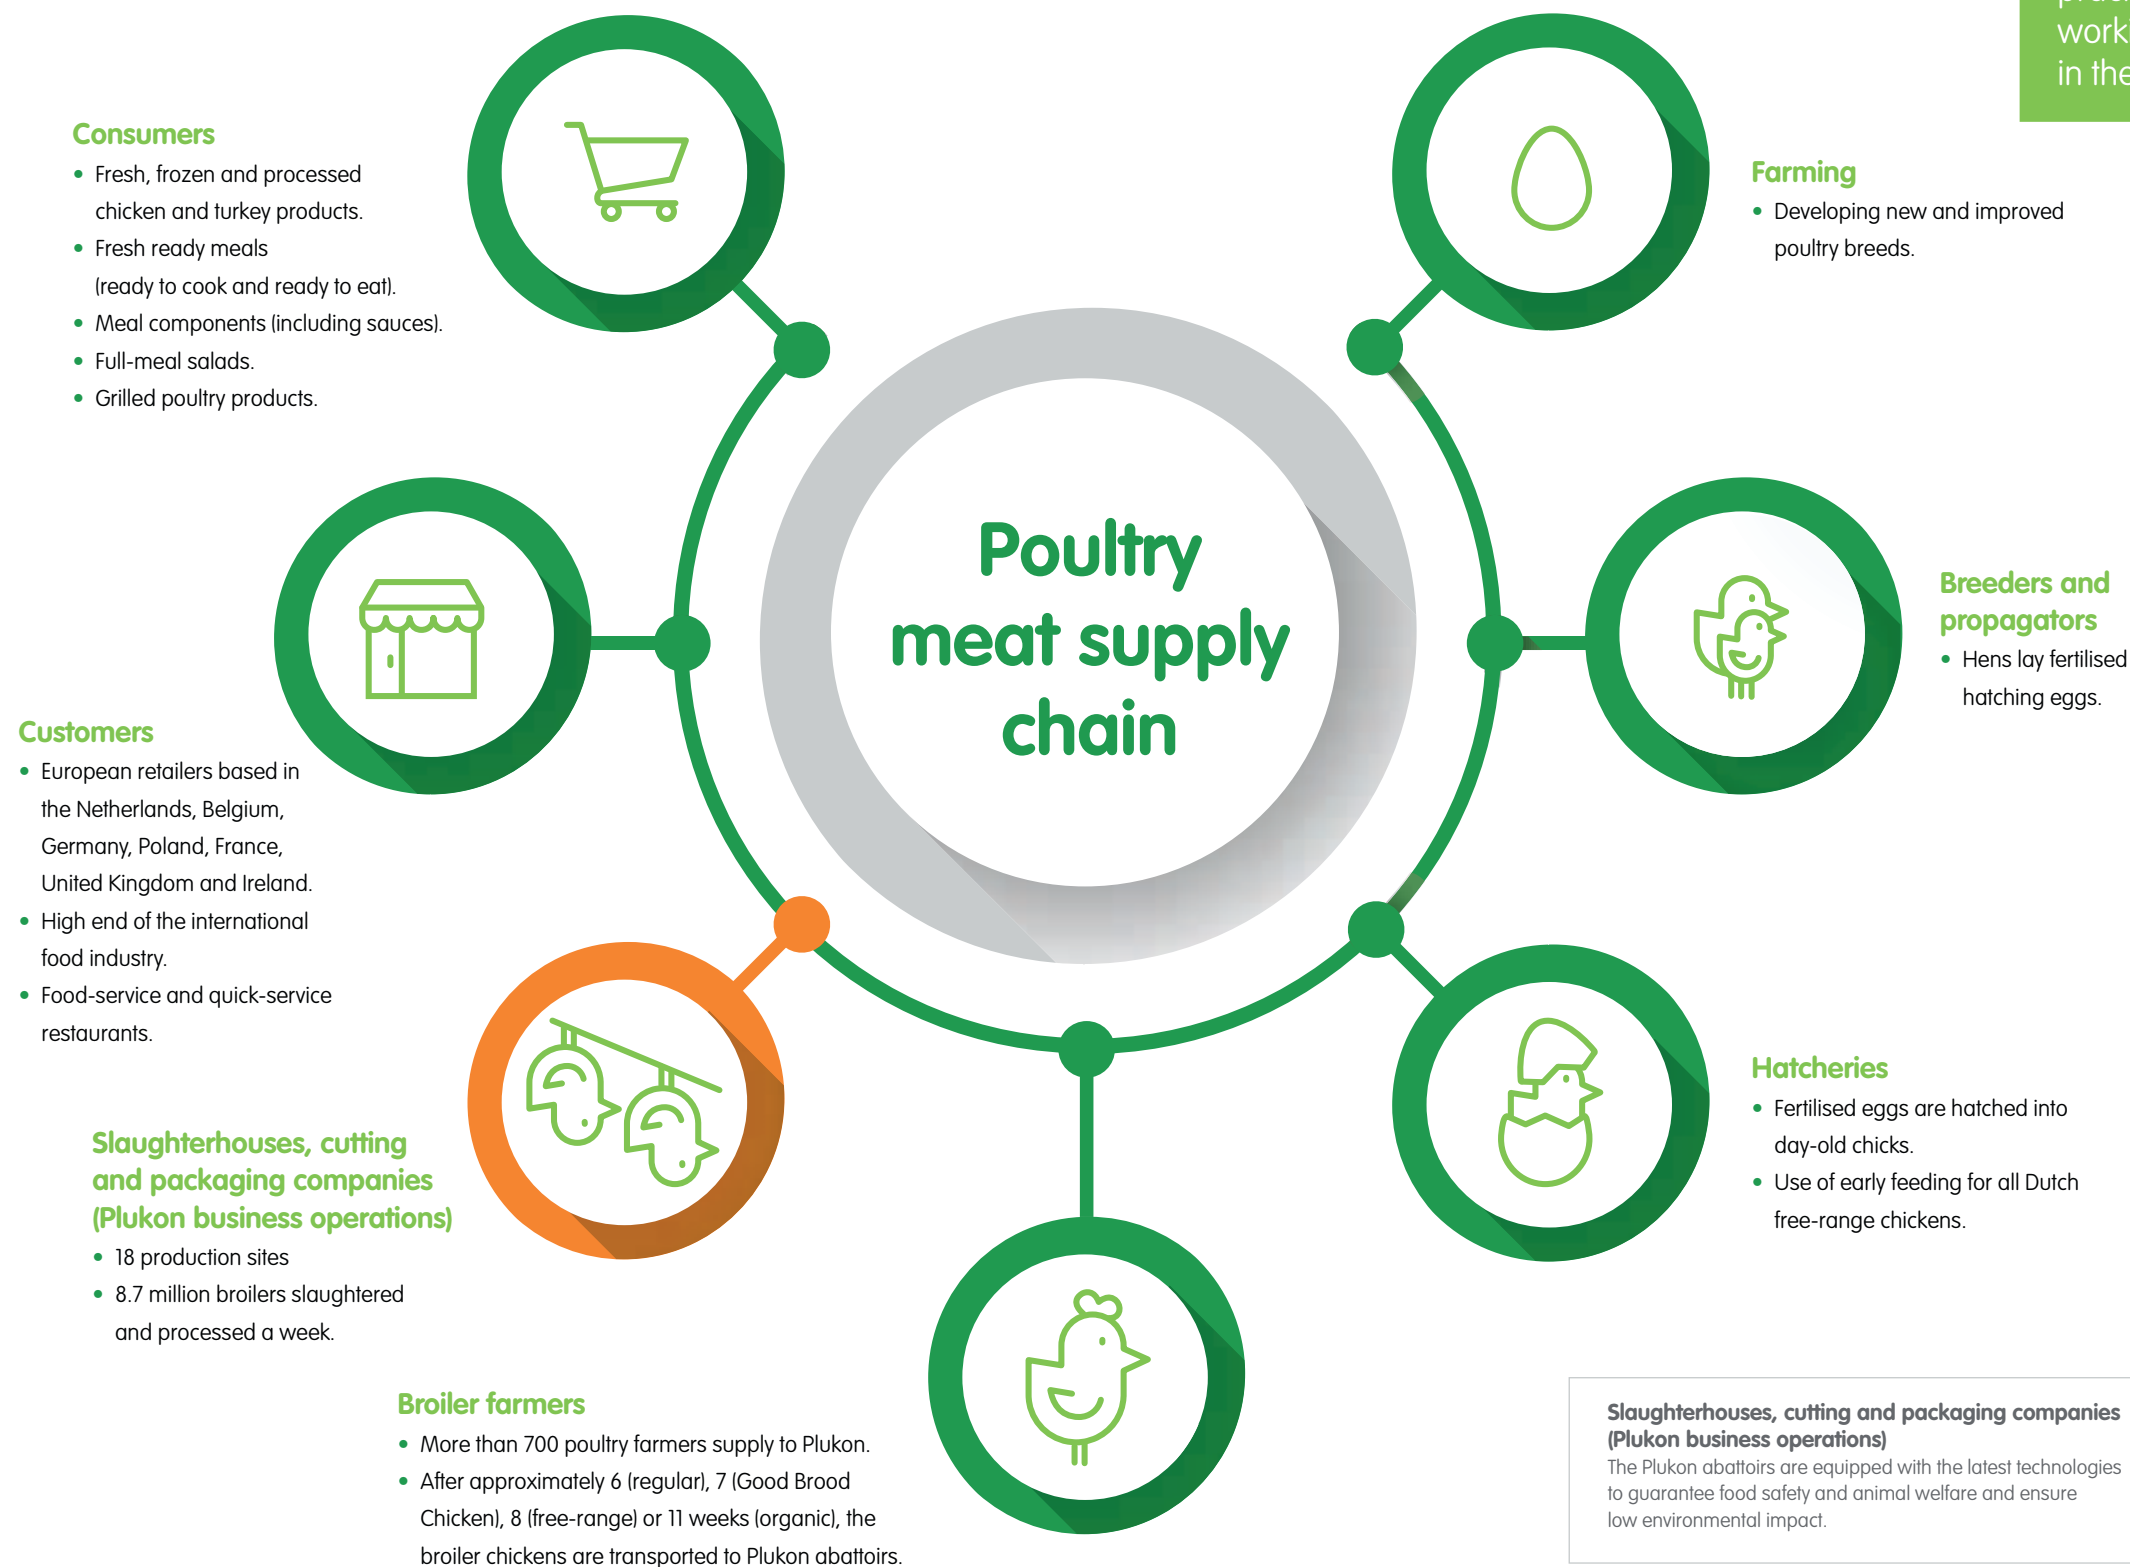 work
in the
Consumers
• Fresh, frozen and processed
chicken and turkey products.
• Fresh ready meals
(ready to cook and ready to eat).
• Meal components (including sauces).
• Full-meal salads.
• Grilled poultry products.
Farming
• Developing new and improved
poultry breeds.
Poultry
meat supply
chain
Breeders and
propagators
• Hens lay fertilised
hatching eggs.
Customers
• European retailers based in
the Netherlands, Belgium,
Germany, Poland, France,
United Kingdom and Ireland.
• High end of the international
food industry.
• Food-service and quick-service
restaurants.
Hatcheries
• Fertilised eggs are hatched into
day-old chicks.
• Use of early feeding for all Dutch
free-range chickens.
Slaughterhouses, cutting
and packaging companies
(Plukon business operations)
• 18 production sites
• 8.7 million broilers slaughtered
and processed a week.
Broiler farmers
• More than 700 poultry farmers supply to Plukon.
• After approximately 6 (regular), 7 (Good Brood
Chicken), 8 (free-range) or 11 weeks (organic), the
broiler chickens are transported to Plukon abattoirs.
Slaughterhouses, cutting and packaging companies
(Plukon business operations)
The Plukon abattoirs are equipped with the latest technologies
to guarantee food safety and animal welfare and ensure
low environmental impact.